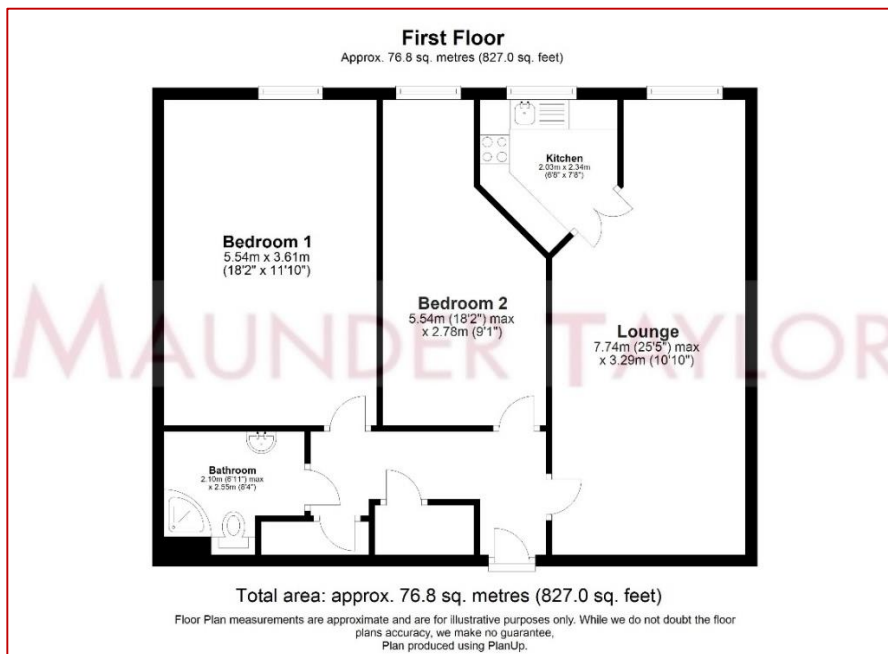 First Floor
Approx. 76.8 sq. metres (827.0 sq. feet)
Kitchen
2.03m x 2.34m
(6'8" x 7'8")
Bedroom 1
5.54m x 3.61m
(18'2" x 11'10")
Bedroom 2
5.54m (18'2") max
x 2.78m (9'1")
Lounge
7.74m (25'5") max
x 3.29m (10'10")
MAUNDER TAYLOR
Bathroom
2.10m (6'11") max
x 2.55m (8'4")
Total area: approx. 76.8 sq. metres (827.0 sq. feet)
Floor Plan measurements are approximate and are for illustrative purposes only. While we do not doubt the floor
plans accuracy, we make no guarantee,
Plan produced using PlanUp.